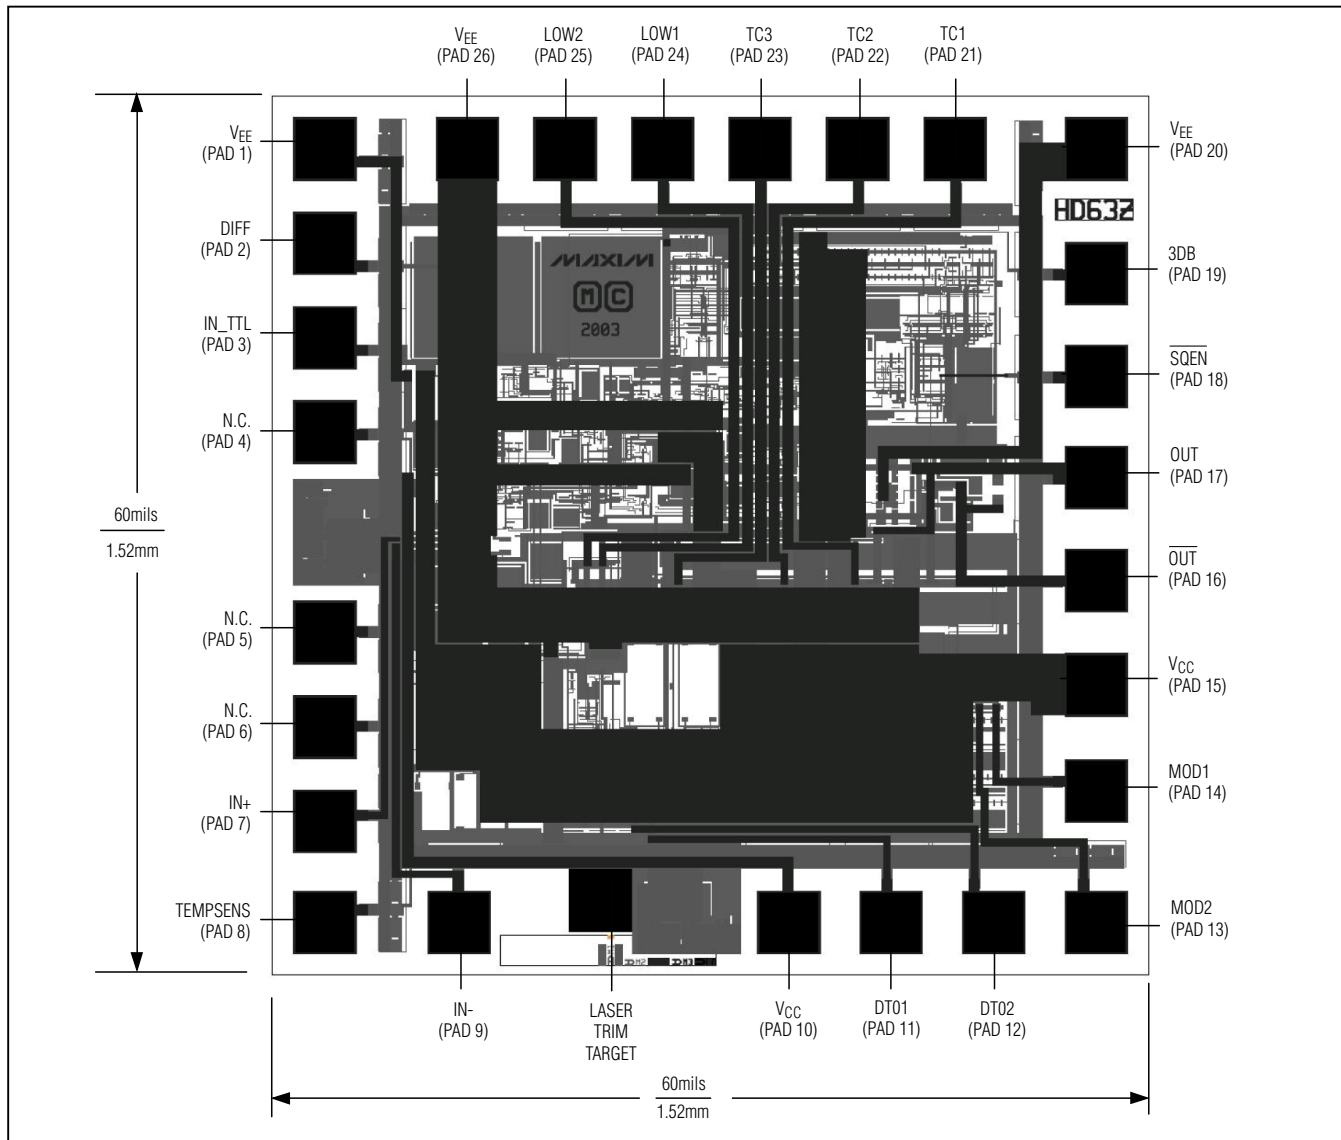 VEE
(PAD 26)
LOW2
(PAD 25)
LOW1
(PAD 24)
TC3
(PAD 23)
TC2
(PAD 22)
TC1
(PAD 21)
VEE
(PAD 1)
DIFF
(PAD 2)
IN_TTL
(PAD 3)
N.C.
(PAD 4)
60mils
1.52mm
N.C.
(PAD 5)
N.C.
(PAD 6)
IN+
(PAD 7)
TEMPSENS
(PAD 8)
MAXIM
M C
2003
HD63Z
VEE
(PAD 20)
3DB
(PAD 19)
SQEN
(PAD 18)
OUT
(PAD 17)
OUT
(PAD 16)
VCC
(PAD 15)
MOD1
(PAD 14)
MOD2
(PAD 13)
IN-
(PAD 9)
LASER
TRIM
TARGET
VCC
(PAD 10)
DT01
(PAD 11)
DT02
(PAD 12)
60mils
1.52mm